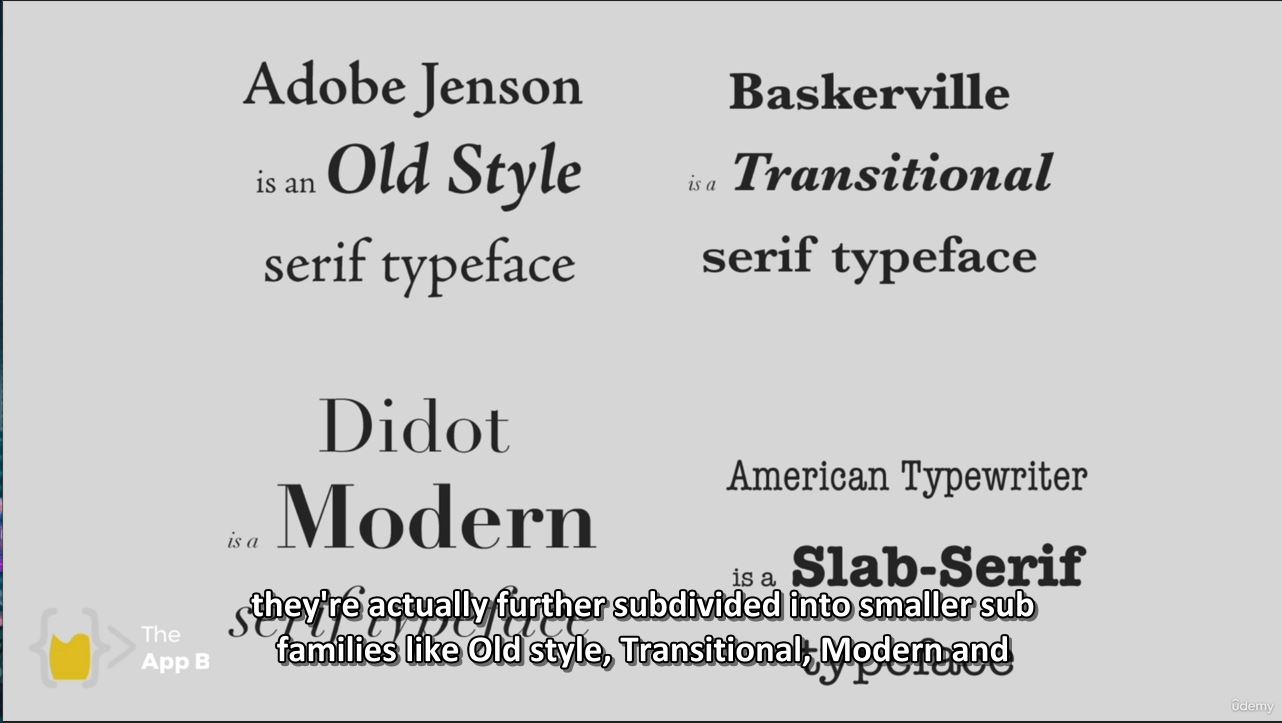 Adobe Jenson
is an Old Style
serif typeface
Baskerville
is a Transitional
serif typeface
Didot
is a Modern
serif typeface
American Typewriter
is a Slab-Serif
typeface
they're actually further subdivided into smaller sub
families like Old style, Transitional, Modern and
The
App B
ûdemy